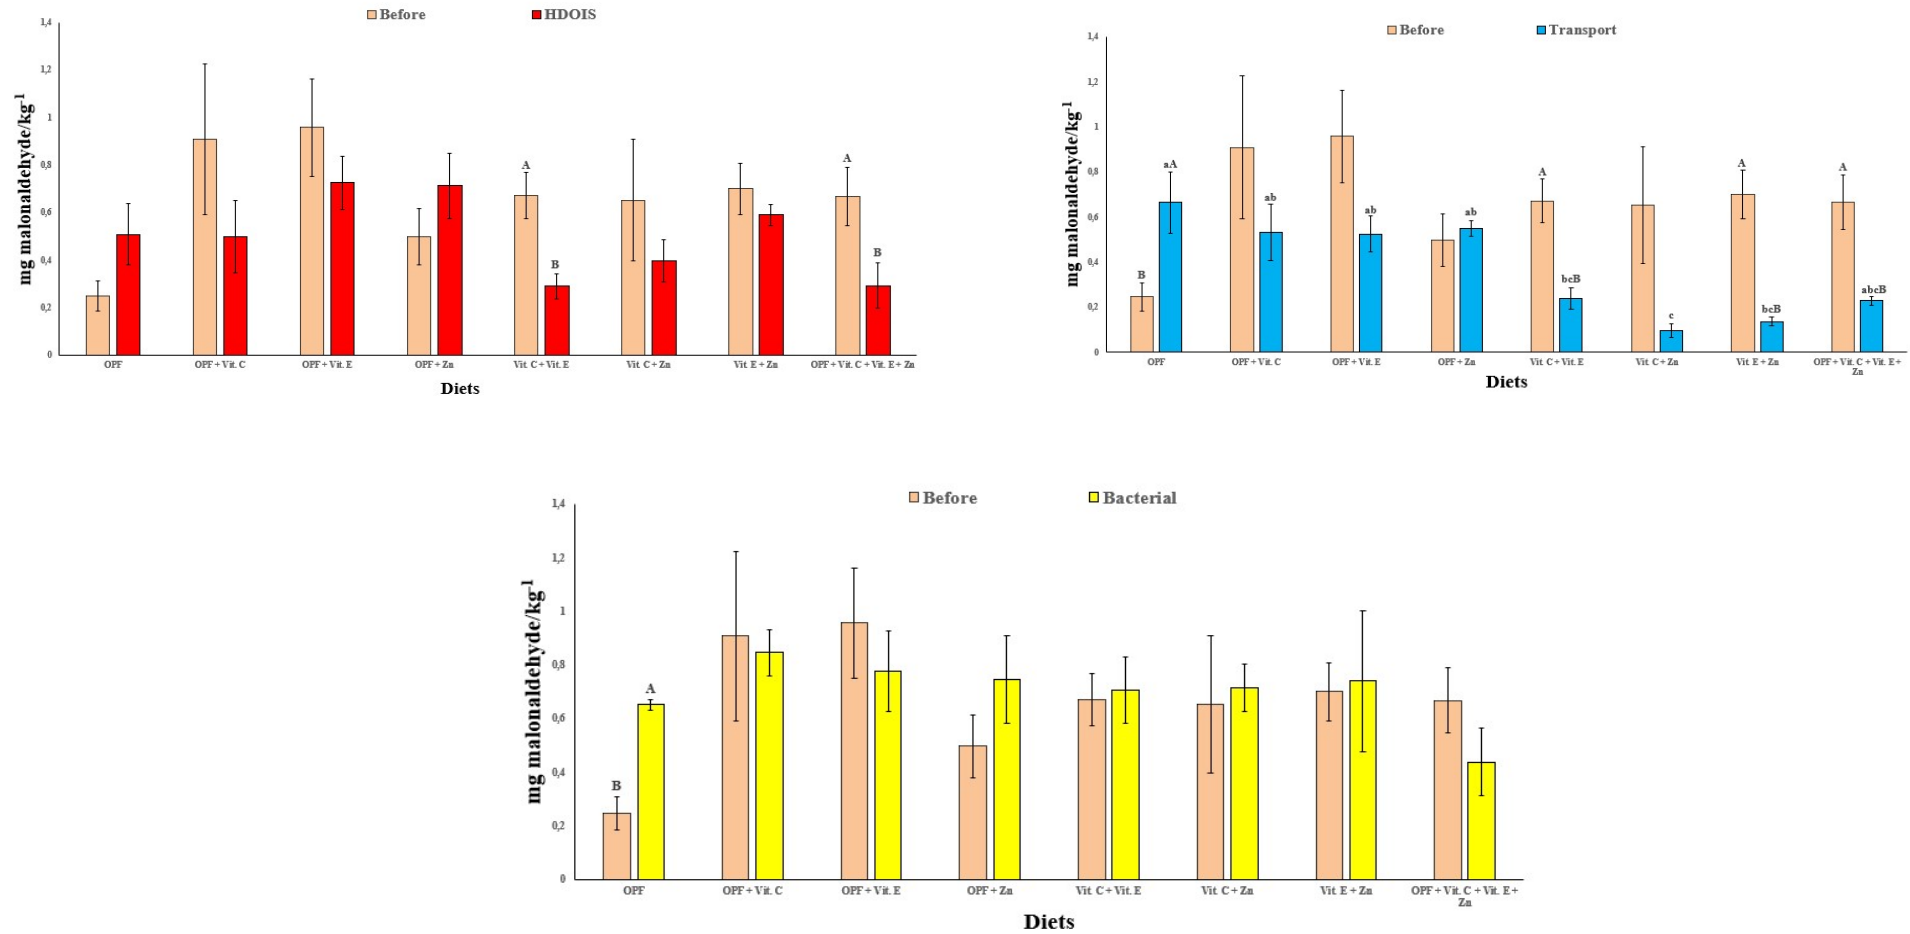 Before HDOIS
1,4
1,2
1
0,8
0,6
0,4
0,2
0
mg malonaldehyde/kg⁻¹
A
B
A
B
OPF OPF + Vit. C OPF + Vit. E OPF + Zn Vit. C + Vit. E Vit. C + Zn Vit. E + Zn OPF + Vit. C + Vit. E + Zn
Diets
Before Transport
1,4
1,2
1
0,8
0,6
0,4
0,2
0
mg malonaldehyde/kg⁻¹
B
aA
ab
ab
ab
A
bcB
c
A
bcB
A
abcB
OPF OPF + Vit. C OPF + Vit. E OPF + Zn Vit. C + Vit. E Vit. C + Zn Vit. E + Zn OPF + Vit. C + Vit. E +
Zn
Diets
Before Bacterial
1,4
1,2
1
0,8
0,6
0,4
0,2
0
mg malonaldehyde/kg⁻¹
B
A
OPF OPF + Vit. C OPF + Vit. E OPF + Zn Vit. C + Vit. E Vit. C + Zn Vit. E + Zn OPF + Vit. C + Vit. E +
Zn
Diets